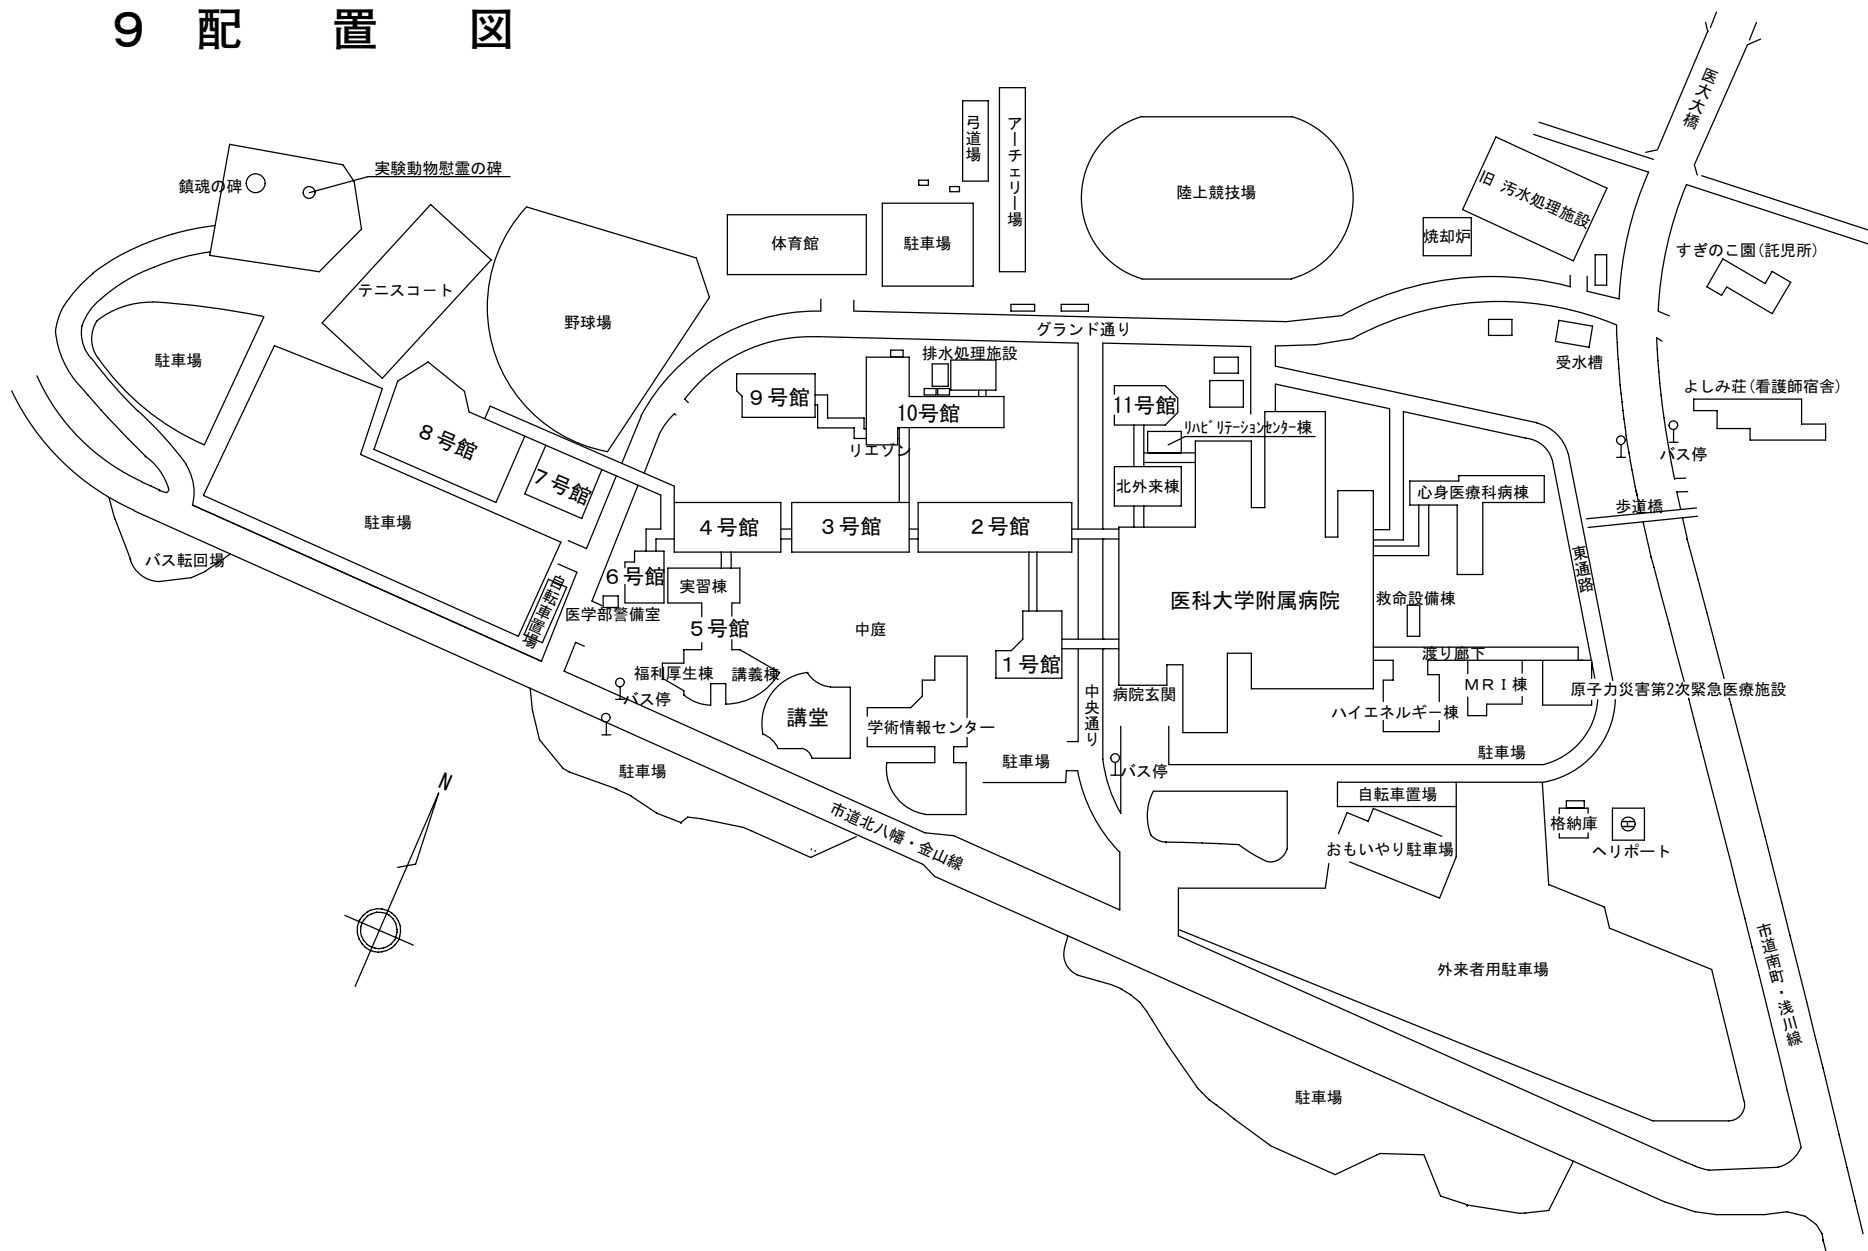 ９ 配 置 図
医大大橋
弓道場
アーチェリー場
実験動物慰霊の碑
鎮魂の碑
陸上競技場
旧 汚水処理施設
焼却炉
体育館
駐車場
すぎのこ園(託児所)
テニスコート
野球場
グランド通り
駐車場
排水処理施設
受水槽
よしみ荘(看護師宿舎)
９号館
10号館
11号館
リハビリテーションセンター棟
８号館
リエゾン
バス停
７号館
北外来棟
心身医療科病棟
歩道橋
駐車場
４号館
３号館
２号館
バス転回場
東通路
６号館
実習棟
自転車置場
医学部警備室
５号館
中庭
医科大学附属病院
救命設備棟
渡り廊下
１号館
福利厚生棟
講義棟
ＭＲＩ棟
原子力災害第2次緊急医療施設
バス停
病院玄関
中央通り
講堂
学術情報センター
ハイエネルギー棟
駐車場
駐車場
駐車場
バス停
自転車置場
N
市道北八幡・金山線
格納庫
おもいやり駐車場
ヘリポート
外来者用駐車場
市道南町・浅川線
駐車場